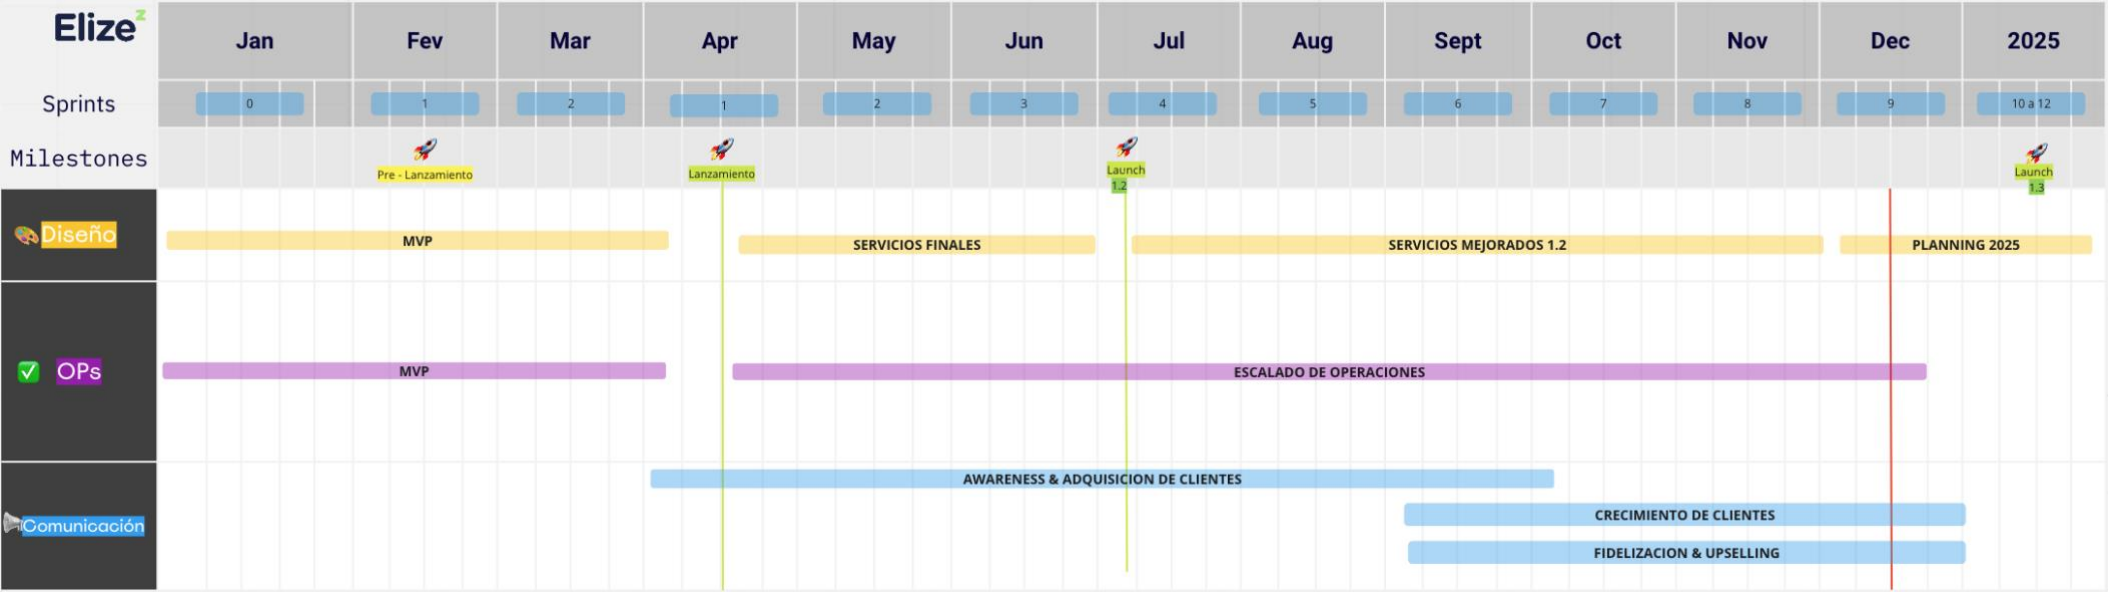 Elize z
Jan Fev Mar Apr May Jun Jul Aug Sept Oct Nov Dec 2025
Sprints 0 1 2 1 2 3 4 5 6 7 8 9 10 a 12
Milestones
Pre - Lanzamiento
Lanzamiento
Launch
1.2
Launch
1.3
Diseño
MVP
SERVICIOS FINALES
SERVICIOS MEJORADOS 1.2
PLANNING 2025
OPs
MVP
ESCALADO DE OPERACIONES
Comunicación
AWARENESS & ADQUISICION DE CLIENTES
CRECIMIENTO DE CLIENTES
FIDELIZACION & UPSELLING